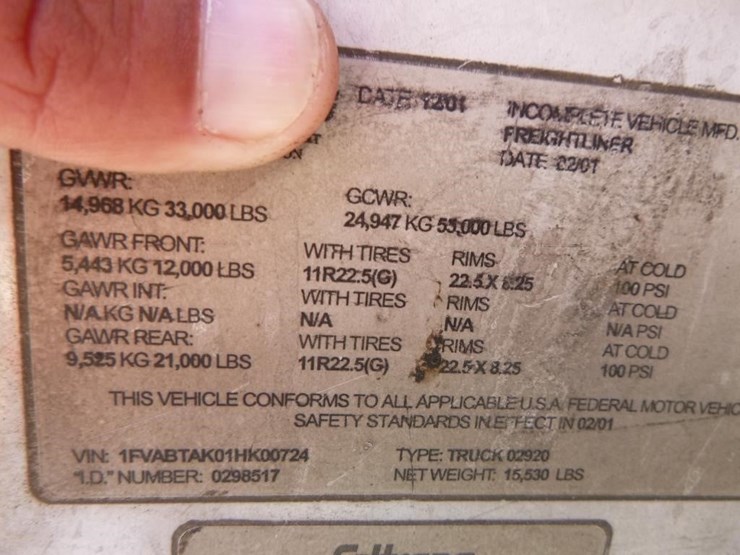 DATE: 12/01
INCOMPLETE VEHICLE MFD.
FREIGHTLINER
DATE: 02/01
GVWR:
14,968 KG 33,000 LBS
GCWR:
24,947 KG 55,000 LBS
GAWR FRONT: WITH TIRES RIMS AT COLD
5,443 KG 12,000 LBS 11R22.5(G) 22.5 X 8.25 100 PSI
GAWR INT: WITH TIRES RIMS AT COLD
N/A KG N/A LBS N/A N/A N/A PSI
GAWR REAR: WITH TIRES RIMS AT COLD
9,525 KG 21,000 LBS 11R22.5(G) 22.5 X 8.25 100 PSI
THIS VEHICLE CONFORMS TO ALL APPLICABLE U.S.A. FEDERAL MOTOR VEHIC
SAFETY STANDARDS IN EFFECT IN 02/01
VIN: 1FVABTAK01HK00724 TYPE: TRUCK 02920
"I.D." NUMBER: 0298517 NET WEIGHT: 15,530 LBS